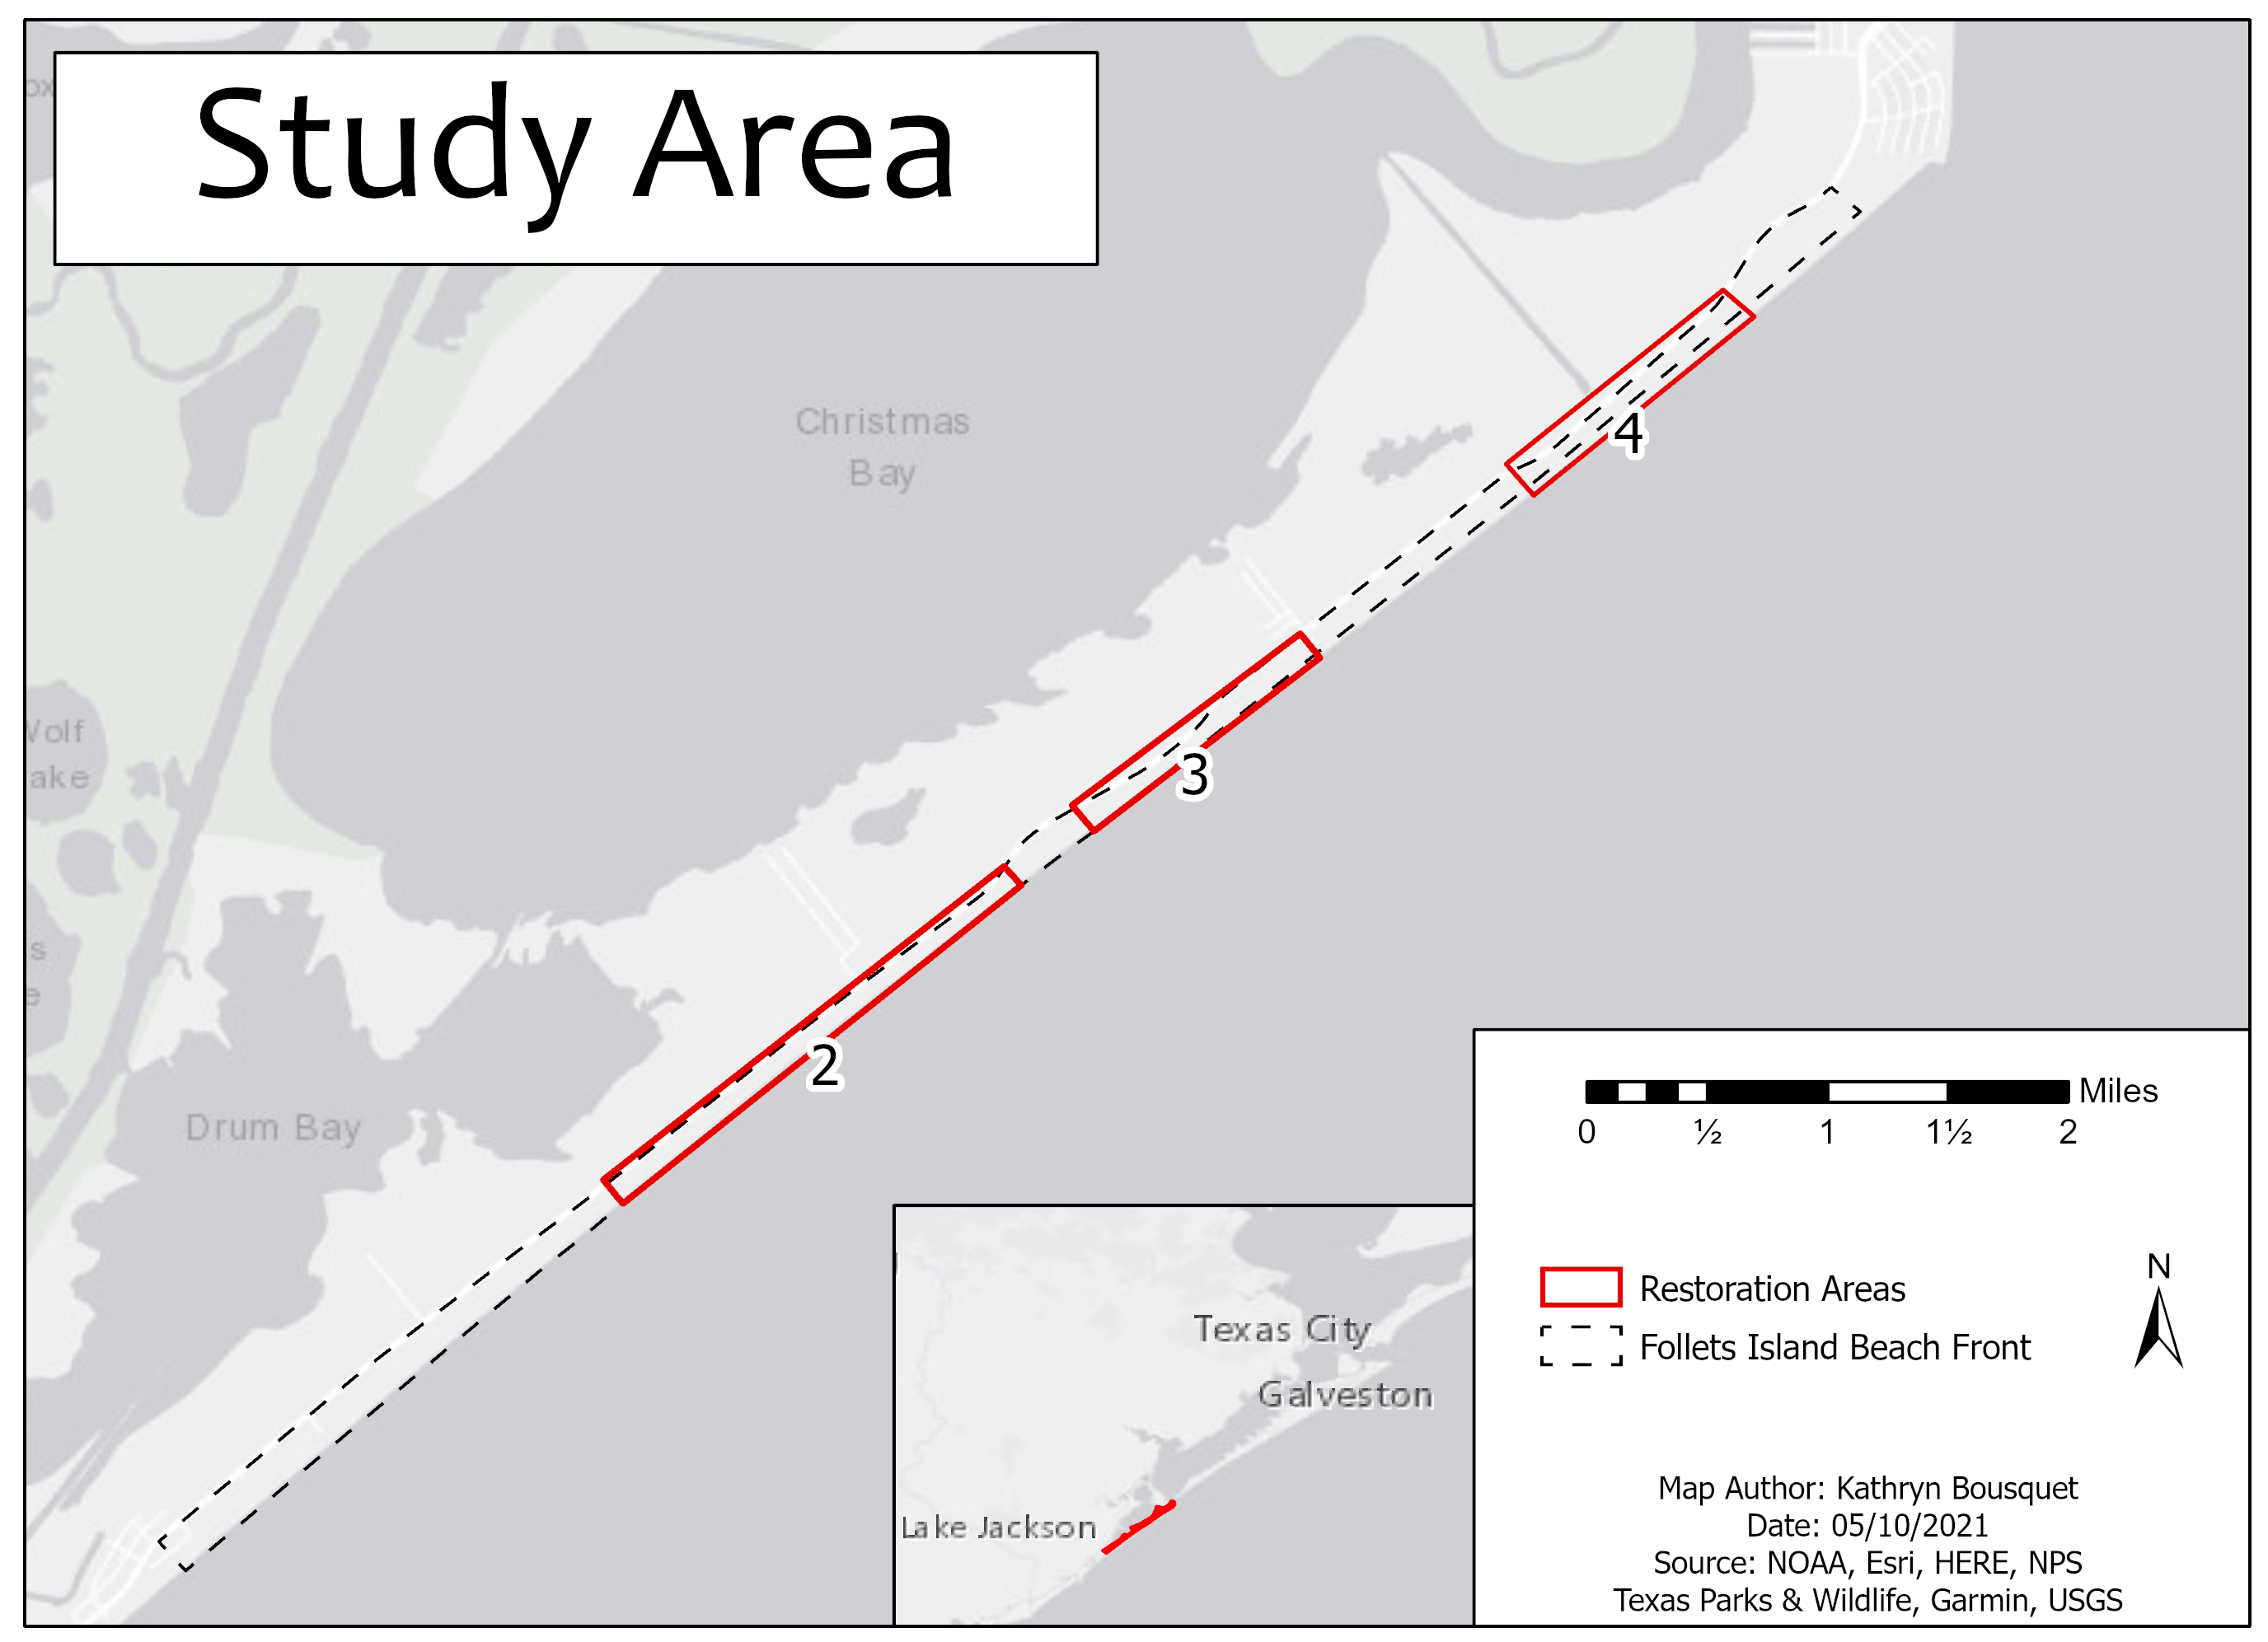 Study Area
ox
Christmas
Bay
4
3
2
Wolf
ake
s
e
Drum Bay
Miles
0 ½ 1 1½ 2
Restoration Areas
Follets Island Beach Front
N
Texas City
Galveston
Lake Jackson
Map Author: Kathryn Bousquet
Date: 05/10/2021
Source: NOAA, Esri, HERE, NPS
Texas Parks & Wildlife, Garmin, USGS